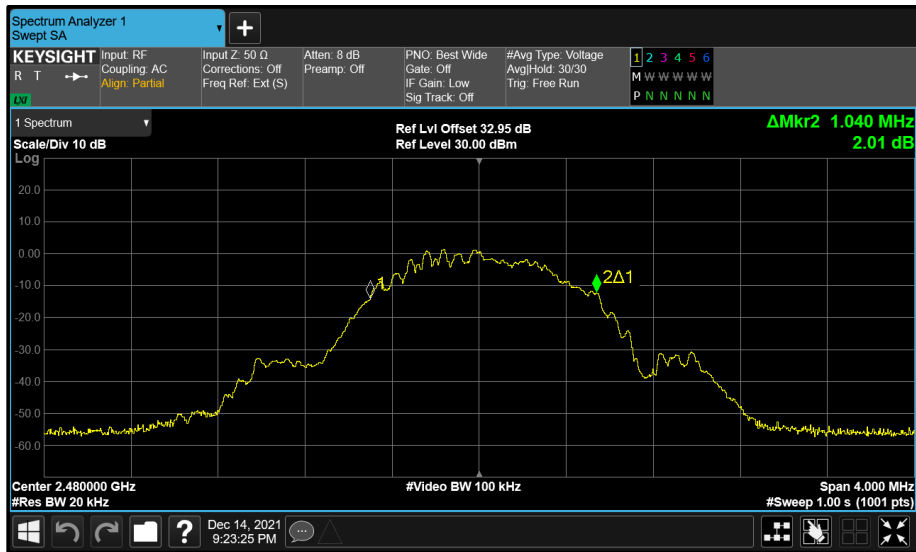 Spectrum Analyzer 1
Swept SA
+
KEYSIGHT
R T
LXI
Input: RF
Coupling: AC
Align: Partial
Input Z: 50 Ω
Corrections: Off
Freq Ref: Ext (S)
Atten: 8 dB
Preamp: Off
PNO: Best Wide
Gate: Off
IF Gain: Low
Sig Track: Off
#Avg Type: Voltage
Avg|Hold: 30/30
Trig: Free Run
1 2 3 4 5 6
M W W W W W
P N N N N N
1 Spectrum
Scale/Div 10 dB
Ref Lvl Offset 32.95 dB
Ref Level 30.00 dBm
ΔMkr2 1.040 MHz
2.01 dB
Log
20.0
10.0
0.00
-10.0
-20.0
-30.0
-40.0
-50.0
-60.0
1
2Δ1
Center 2.480000 GHz
#Res BW 20 kHz
#Video BW 100 kHz
Span 4.000 MHz
#Sweep 1.00 s (1001 pts)
?
Dec 14, 2021
9:23:25 PM